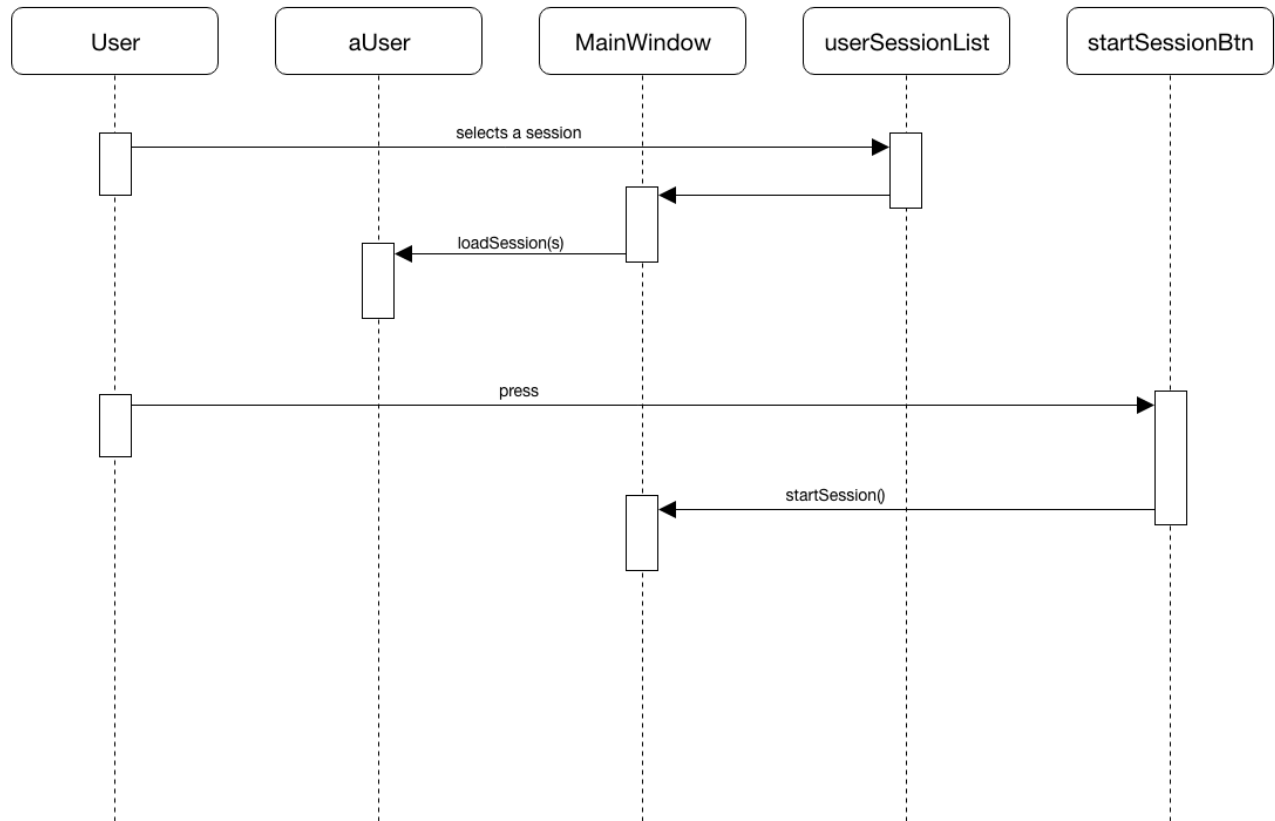 User
aUser
MainWindow
userSessionList
startSessionBtn
selects a session
loadSession(s)
press
startSession()